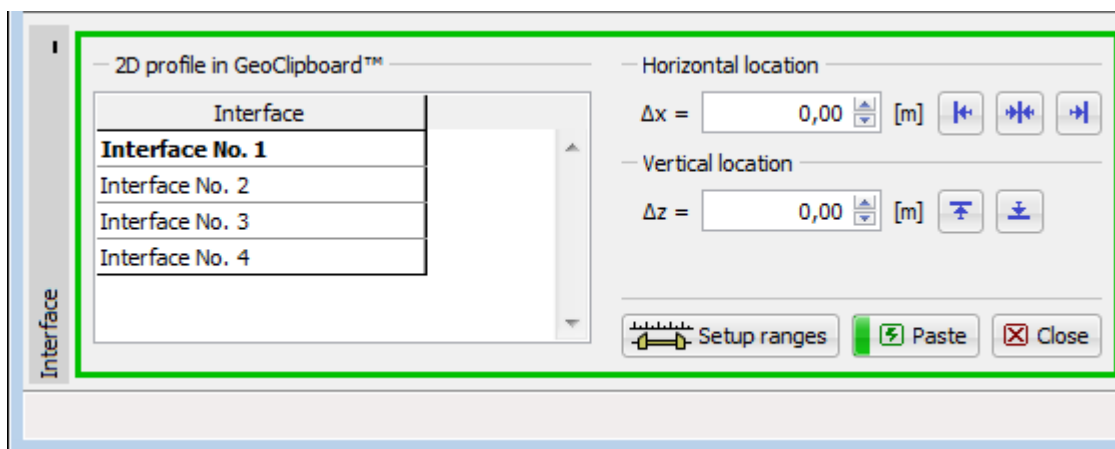 2D profile in GeoClipboard™
Interface
Interface No. 1
Interface No. 2
Interface No. 3
Interface No. 4
Horizontal location
Δx = 0,00 [m]
Vertical location
Δz = 0,00 [m]
Setup ranges Paste Close
Interface